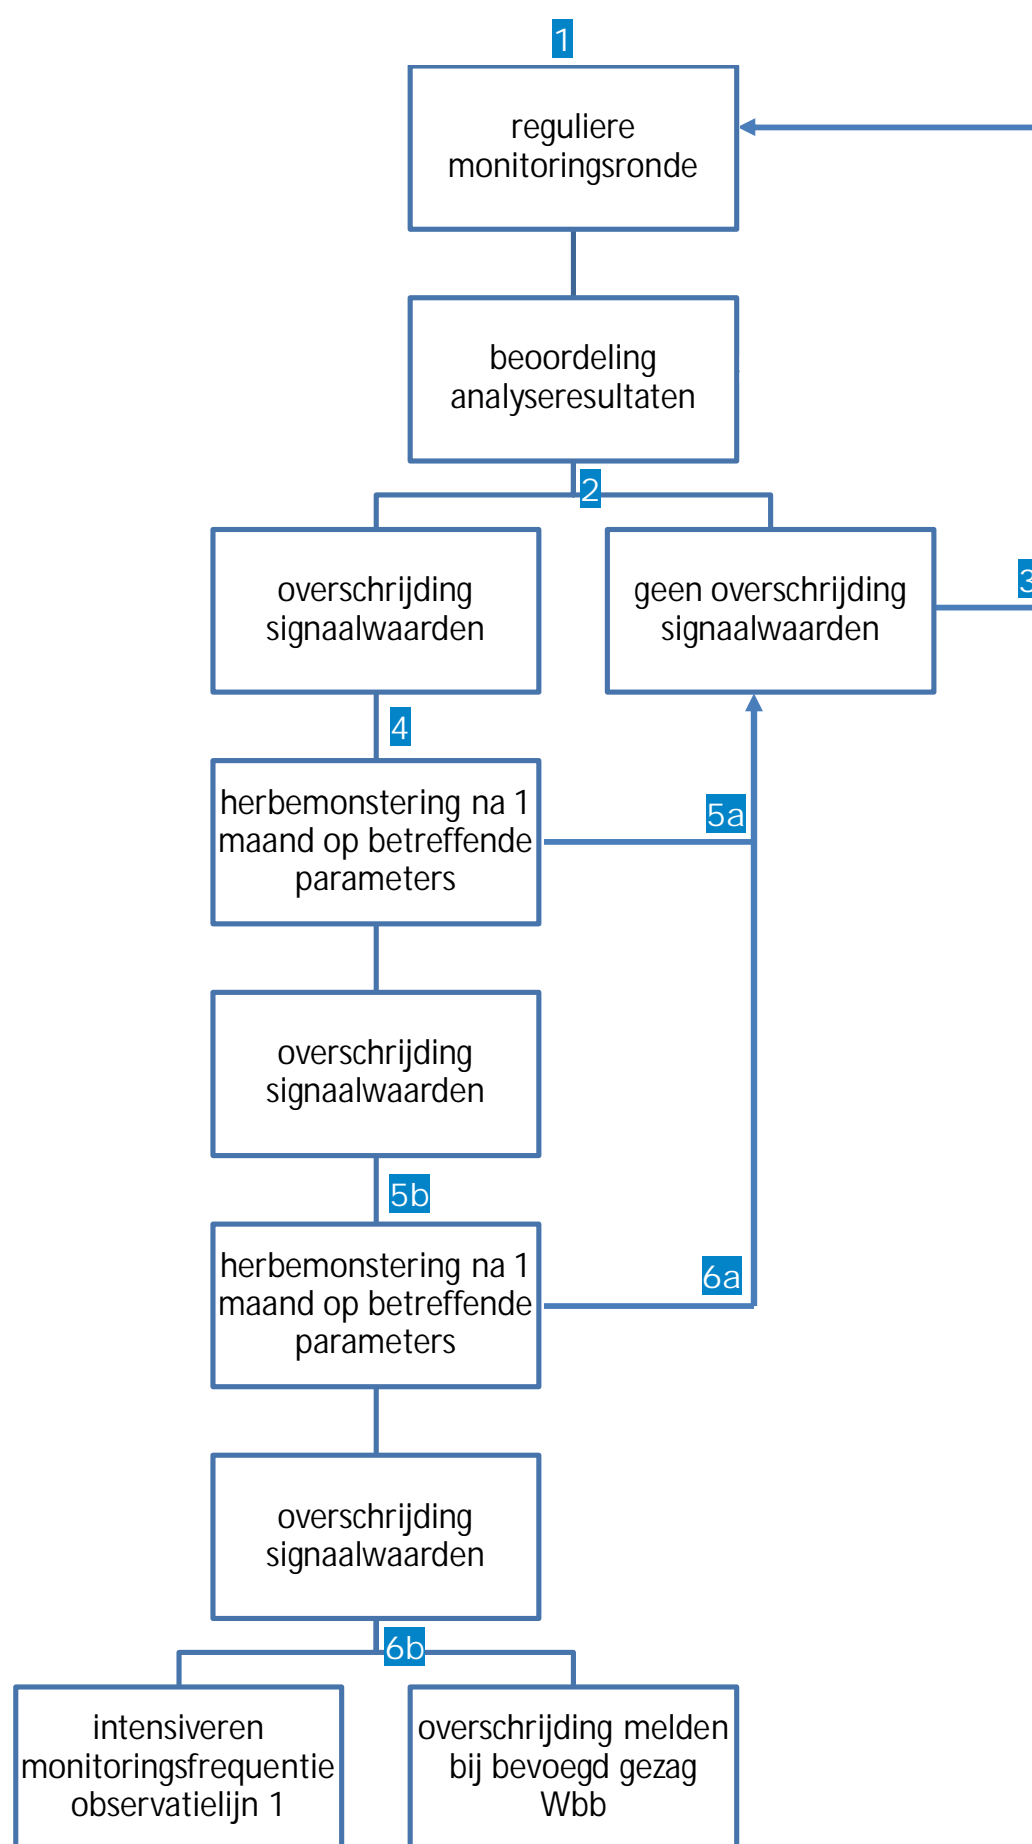 1
reguliere
monitoringsronde
beoordeling
analyseresultaten
2
overschrijding
signaalwaarden
geen overschrijding
signaalwaarden
3
4
herbemonstering na 1
maand op betreffende
parameters
5a
overschrijding
signaalwaarden
5b
herbemonstering na 1
maand op betreffende
parameters
6a
overschrijding
signaalwaarden
6b
intensiveren
monitoringsfrequentie
observatielijn 1
overschrijding melden
bij bevoegd gezag
Wbb